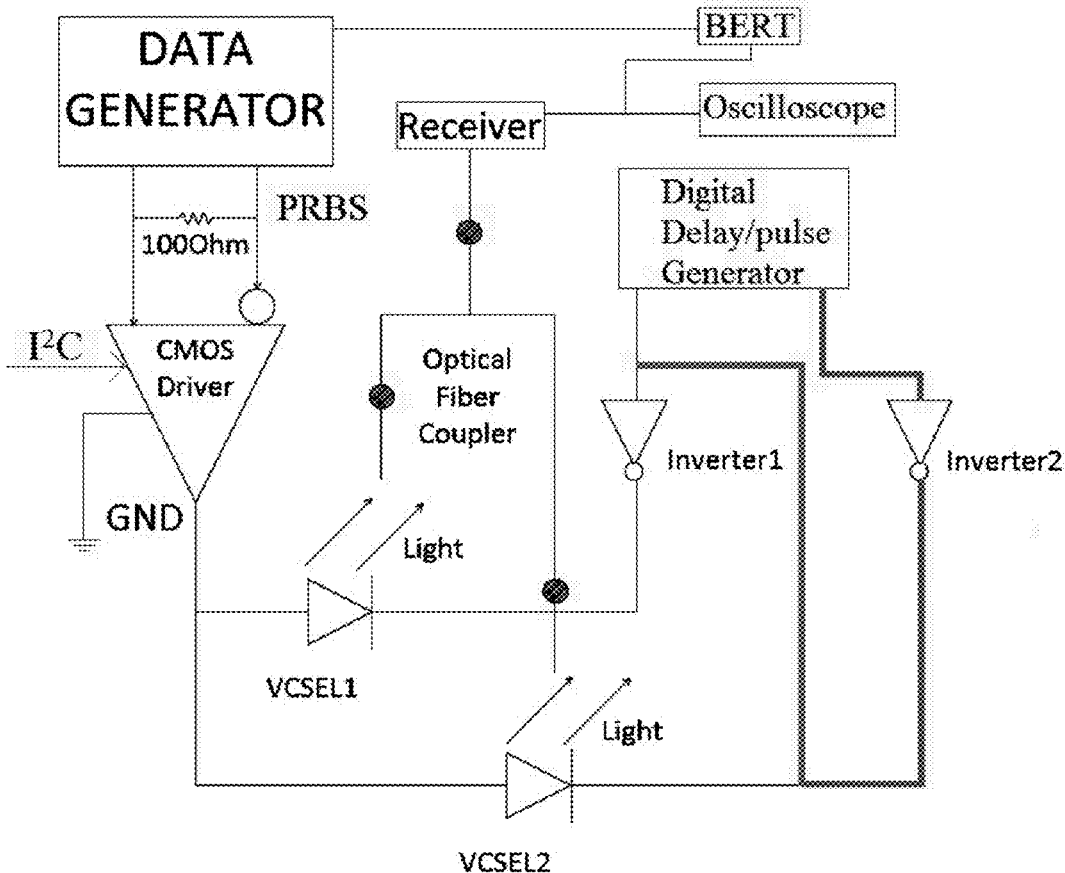 DATA
GENERATOR
BERT
Oscilloscope
Receiver
PRBS
100Ohm
Digital
Delay/pulse
Generator
I²C
CMOS
Driver
Optical
Fiber
Coupler
Inverter1
Inverter2
GND
Light
VCSEL1
Light
VCSEL2